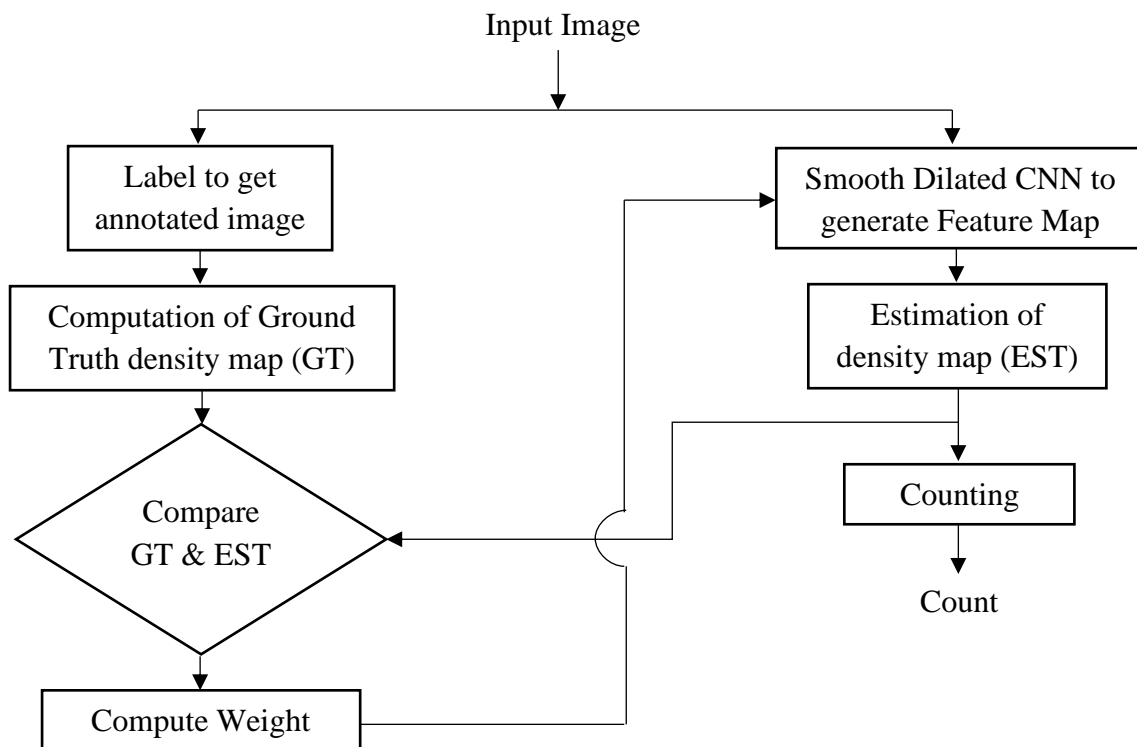 Input Image
Label to get
annotated image
Computation of Ground
Truth density map (GT)
Compare
GT & EST
Compute Weight
Smooth Dilated CNN to
generate Feature Map
Estimation of
density map (EST)
Counting
Count